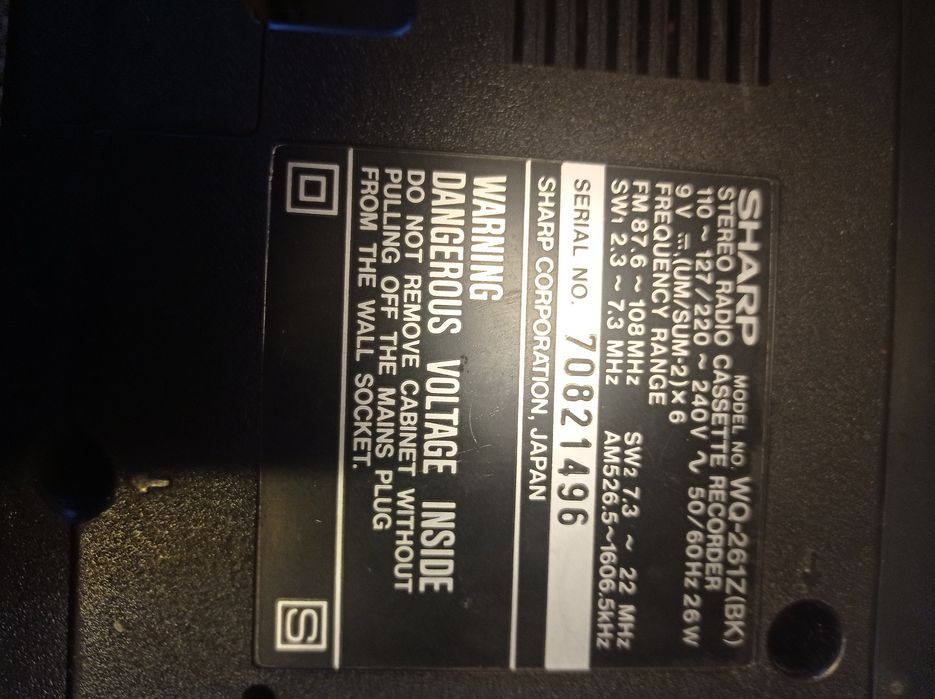 SHARP MODEL NO. WQ-261Z(BK)
STEREO RADIO CASSETTE RECORDER
110 ~ 127/220 ~ 240V ∿ 50/60Hz 26W
9V ⎓ (UM/SUM-2)×6
FREQUENCY RANGE
FM 87.6 ~ 108 MHz SW2 7.3 ~ 22 MHz
SW1 2.3 ~ 7.3 MHz AM526.5~1606.5kHz
SERIAL NO. 70821496
SHARP CORPORATION, JAPAN
WARNING
DANGEROUS VOLTAGE INSIDE
DO NOT REMOVE CABINET WITHOUT
PULLING OFF THE MAINS PLUG
FROM THE WALL SOCKET.
S